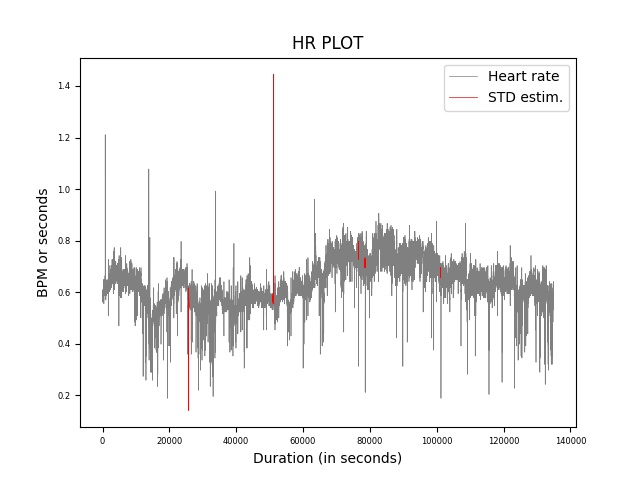 HR PLOT
Heart rate
STD estim.
BPM or seconds
1.4
1.2
1.0
0.8
0.6
0.4
0.2
0 20000 40000 60000 80000 100000 120000 140000
Duration (in seconds)